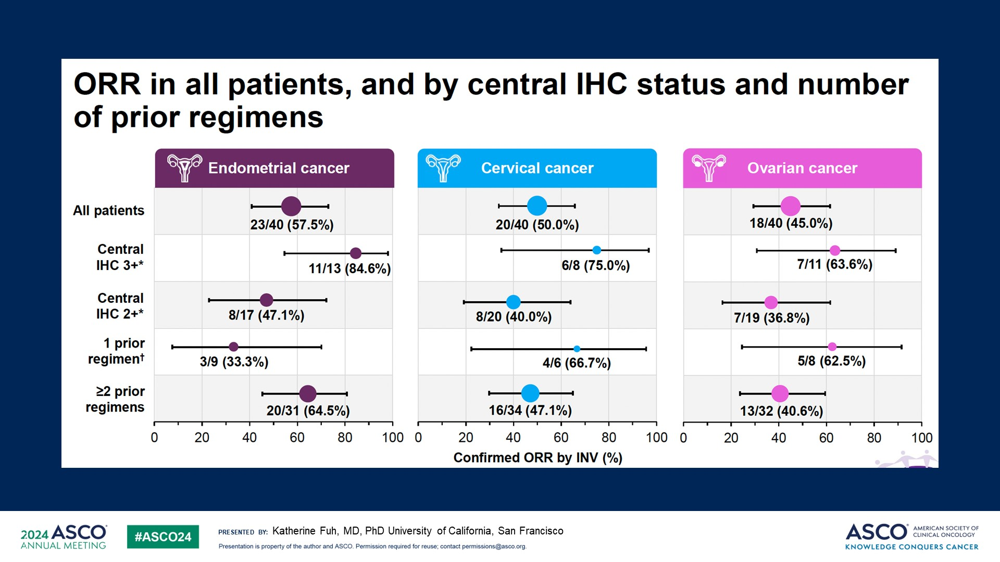 ORR in all patients, and by central IHC status and number
of prior regimens
Endometrial cancer
Cervical cancer
Ovarian cancer
All patients
23/40 (57.5%)
20/40 (50.0%)
18/40 (45.0%)
Central
IHC 3+*
11/13 (84.6%)
6/8 (75.0%)
7/11 (63.6%)
Central
IHC 2+*
8/17 (47.1%)
8/20 (40.0%)
7/19 (36.8%)
1 prior
regimen†
3/9 (33.3%)
4/6 (66.7%)
5/8 (62.5%)
≥2 prior
regimens
20/31 (64.5%)
16/34 (47.1%)
13/32 (40.6%)
0 20 40 60 80 100
0 20 40 60 80 100
0 20 40 60 80 100
Confirmed ORR by INV (%)
2024 ASCO
ANNUAL MEETING
#ASCO24
PRESENTED BY: Katherine Fuh, MD, PhD University of California, San Francisco
Presentation is property of the author and ASCO. Permission required for reuse; contact permissions@asco.org.
ASCO AMERICAN SOCIETY OF
CLINICAL ONCOLOGY
KNOWLEDGE CONQUERS CANCER